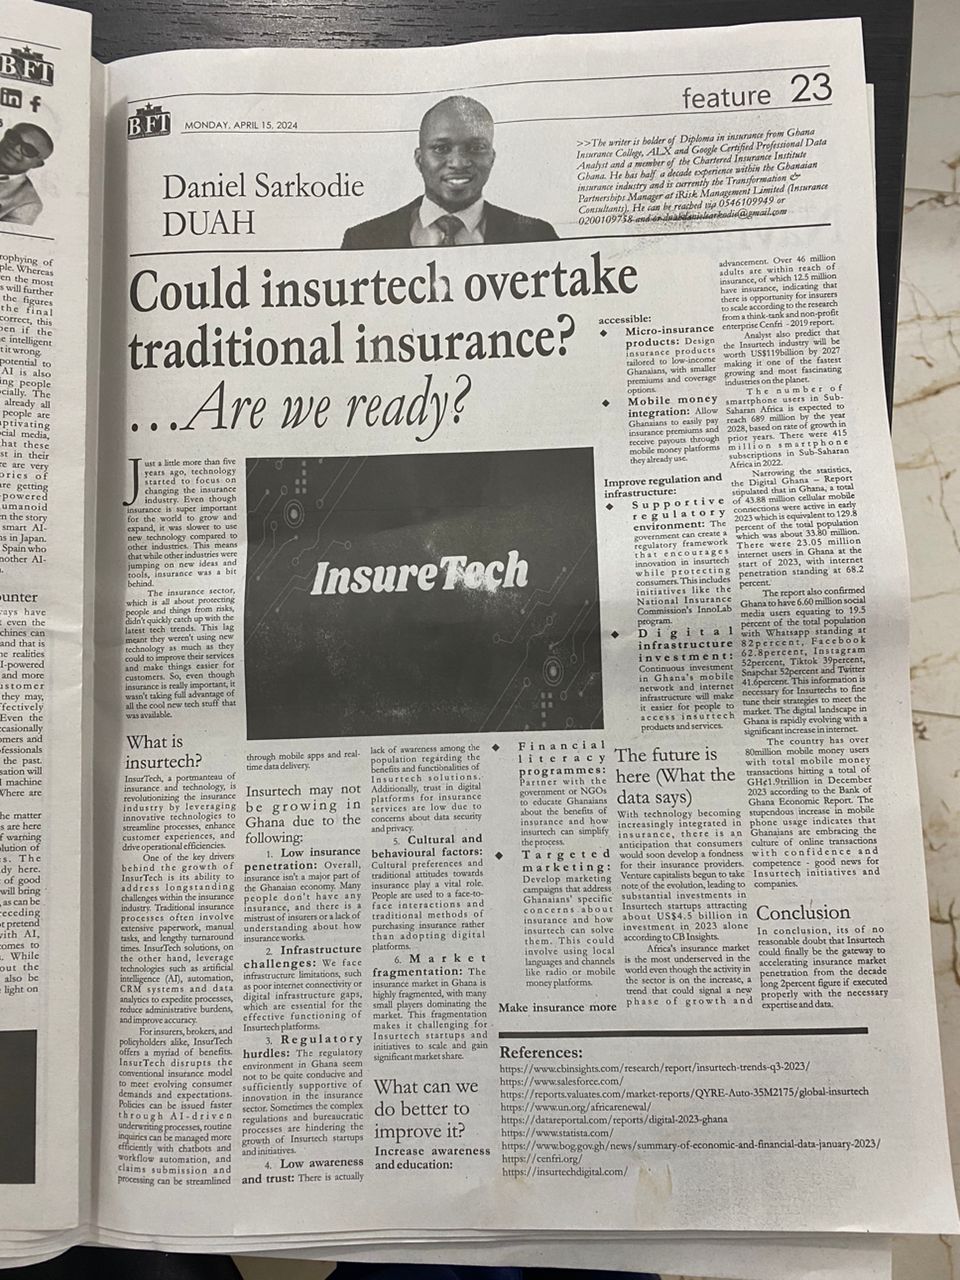 B&FT
MONDAY, APRIL 15, 2024
feature 23
Daniel Sarkodie
DUAH
>>The writer is holder of Diploma in insurance from Ghana
Insurance College, ALX and Google Certified Professional Data
Analyst and a member of the Chartered Insurance Institute
Ghana. He has half a decade experience within the Ghanaian
insurance industry and is currently the Transformation &
Partnerships Manager at iRisk Management Limited (Insurance
Consultants). He can be reached via 0546109949 or
0200109758 and or duahdanielsarkodie@gmail.com
Could insurtech overtake
traditional insurance?
...Are we ready?
Just a little more than five
years ago, technology
started to focus on
changing the insurance
industry. Even though
insurance is super important
for the world to grow and
expand, it was slower to use
new technology compared to
other industries. This means
that while other industries were
jumping on new ideas and
tools, insurance was a bit
behind.
The insurance sector,
which is all about protecting
people and things from risks,
didn't quickly catch up with the
latest tech trends. This lag
meant they weren't using new
technology as much as they
could to improve their services
and make things easier for
customers. So, even though
insurance is really important, it
wasn't taking full advantage of
all the cool new tech stuff that
was available.
InsureTech
What is
insurtech?
InsurTech, a portmanteau of
insurance and technology, is
revolutionizing the insurance
industry by leveraging
innovative technologies to
streamline processes, enhance
customer experiences, and
drive operational efficiencies.
One of the key drivers
behind the growth of
InsurTech is its ability to
address longstanding
challenges within the insurance
industry. Traditional insurance
processes often involve
extensive paperwork, manual
tasks, and lengthy turnaround
times. InsurTech solutions, on
the other hand, leverage
technologies such as artificial
intelligence (AI), automation,
CRM systems and data
analytics to expedite processes,
reduce administrative burdens,
and improve accuracy.
For insurers, brokers, and
policyholders alike, InsurTech
offers a myriad of benefits.
InsurTech disrupts the
conventional insurance model
to meet evolving consumer
demands and expectations.
Policies can be issued faster
through AI-driven
underwriting processes, routine
inquiries can be managed more
efficiently with chatbots and
workflow automation, and
claims submission and
processing can be streamlined
through mobile apps and real-
time data delivery.
Insurtech may not
be growing in
Ghana due to the
following:
1. Low insurance
penetration: Overall,
insurance isn't a major part of
the Ghanaian economy. Many
people don't have any
insurance, and there is a
mistrust of insurers or a lack of
understanding about how
insurance works.
2. Infrastructure
challenges: We face
infrastructure limitations, such
as poor internet connectivity or
digital infrastructure gaps,
which are essential for the
effective functioning of
Insurtech platforms.
3. Regulatory
hurdles: The regulatory
environment in Ghana seem
not to be quite conducive and
sufficiently supportive of
innovation in the insurance
sector. Sometimes the complex
regulations and bureaucratic
processes are hindering the
growth of Insurtech startups
and initiatives.
4. Low awareness
and trust: There is actually
lack of awareness among the
population regarding the
benefits and functionalities of
Insurtech solutions.
Additionally, trust in digital
platforms for insurance
services are low due to
concerns about data security
and privacy.
5. Cultural and
behavioural factors:
Cultural preferences and
traditional attitudes towards
insurance play a vital role.
People are used to a face-to-
face interactions and
traditional methods of
purchasing insurance rather
than adopting digital
platforms.
6. Market
fragmentation: The
insurance market in Ghana is
highly fragmented, with many
small players dominating the
market. This fragmentation
makes it challenging for
Insurtech startups and
initiatives to scale and gain
significant market share.
What can we
do better to
improve it?
Increase awareness
and education:
◆ Financial
literacy
programmes:
Partner with the
government or NGOs
to educate Ghanaians
about the benefits of
insurance and how
insurtech can simplify
the process.
◆ Targeted
marketing:
Develop marketing
campaigns that address
Ghanaians' specific
concerns about
insurance and how
insurtech can solve
them. This could
involve using local
languages and channels
like radio or mobile
money platforms.
Make insurance more
accessible:
◆ Micro-insurance
products: Design
insurance products
tailored to low-income
Ghanaians, with smaller
premiums and coverage
options.
◆ Mobile money
integration: Allow
Ghanaians to easily pay
insurance premiums and
receive payouts through
mobile money platforms
they already use.
Improve regulation and
infrastructure:
◆ Supportive
regulatory
environment: The
government can create a
regulatory framework
that encourages
innovation in insurtech
while protecting
consumers. This includes
initiatives like the
National Insurance
Commission's InnoLab
program.
◆ Digital
infrastructure
investment:
Continuous investment
in Ghana's mobile
network and internet
infrastructure will make
it easier for people to
access insurtech
products and services.
The future is
here (What the
data says)
With technology becoming
increasingly integrated in
insurance, there is an
anticipation that consumers
would soon develop a fondness
for their insurance providers.
Venture capitalists begun to take
note of the evolution, leading to
substantial investments in
Insurtech startups attracting
about US$4.5 billion in
investment in 2023 alone
according to CB Insights.
Africa's insurance market
is the most underserved in the
world even though the activity in
the sector is on the increase, a
trend that could signal a new
phase of growth and
advancement. Over 46 million
adults are within reach of
insurance, of which 12.5 million
have insurance, indicating that
there is opportunity for insurers
to scale according to the research
from a think-tank and non-profit
enterprise Cenfri - 2019 report.
Analyst also predict that
the Insurtech industry will be
worth US$119billion by 2027
making it one of the fastest
growing and most fascinating
industries on the planet.
The number of
smartphone users in Sub-
Saharan Africa is expected to
reach 689 million by the year
2028, based on rate of growth in
prior years. There were 415
million smartphone
subscriptions in Sub-Saharan
Africa in 2022.
Narrowing the statistics,
the Digital Ghana – Report
stipulated that in Ghana, a total
of 43.88 million cellular mobile
connections were active in early
2023 which is equivalent to 129.8
percent of the total population
which was about 33.80 million.
There were 23.05 million
internet users in Ghana at the
start of 2023, with internet
penetration standing at 68.2
percent.
The report also confirmed
Ghana to have 6.60 million social
media users equating to 19.5
percent of the total population
with Whatsapp standing at
82percent, Facebook
62.8percent, Instagram
52percent, Tiktok 39percent,
Snapchat 52percent and Twitter
41.6percent. This information is
necessary for Insurtechs to fine
tune their strategies to meet the
market. The digital landscape in
Ghana is rapidly evolving with a
significant increase in internet.
The country has over
80million mobile money users
with total mobile money
transactions hitting a total of
GH¢1.9trillion in December
2023 according to the Bank of
Ghana Economic Report. The
stupendous increase in mobile
phone usage indicates that
Ghanaians are embracing the
culture of online transactions
with confidence and
competence - good news for
Insurtech initiatives and
companies.
Conclusion
In conclusion, its of no
reasonable doubt that Insurtech
could finally be the gateway to
accelerating insurance market
penetration from the decade
long 2percent figure if executed
properly with the necessary
expertise and data.
References:
https://www.cbinsights.com/research/report/insurtech-trends-q3-2023/
https://www.salesforce.com/
https://reports.valuates.com/market-reports/QYRE-Auto-35M2175/global-insurtech
https://www.un.org/africarenewal/
https://datareportal.com/reports/digital-2023-ghana
https://www.statista.com/
https://www.bog.gov.gh/news/summary-of-economic-and-financial-data-january-2023/
https://cenfri.org/
https://insurtechdigital.com/